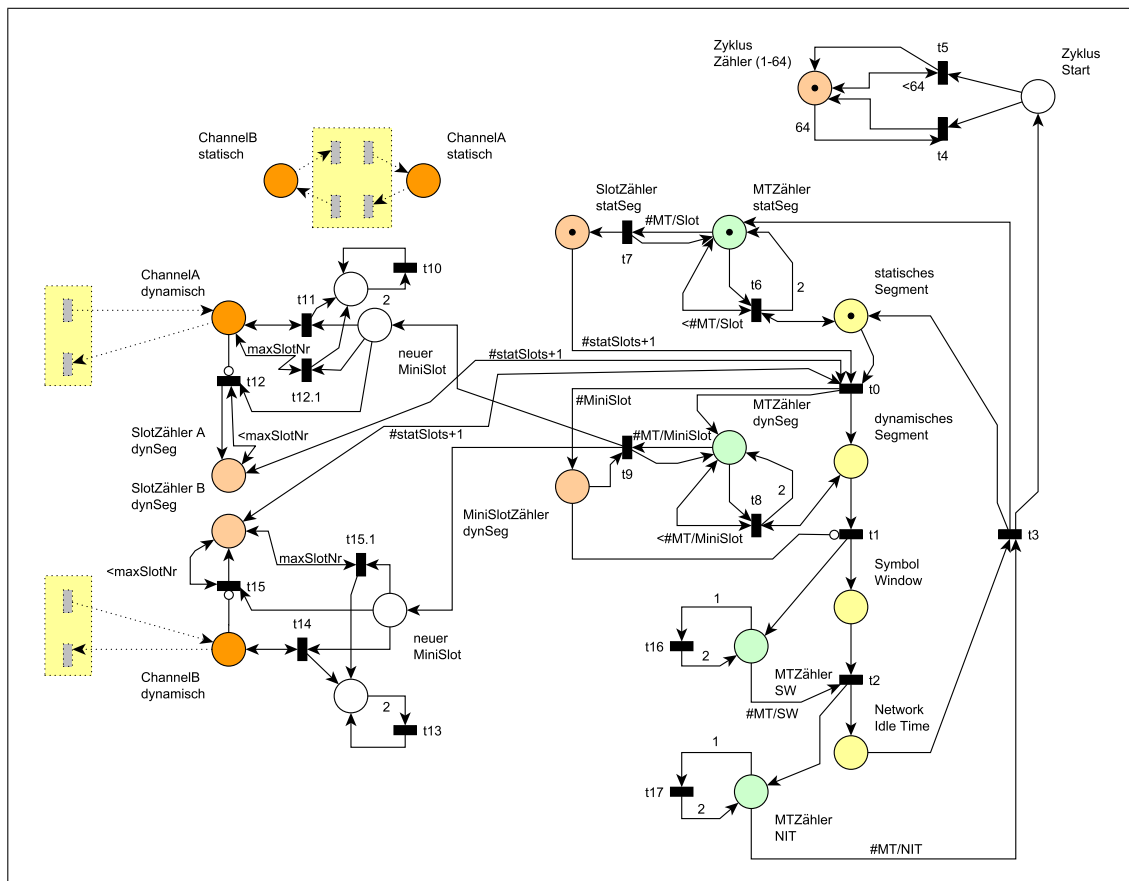 Zyklus
Zähler (1-64)
t5
Zyklus
Start
<64
64
t4
ChannelB
statisch
ChannelA
statisch
SlotZähler
statSeg
MTZähler
statSeg
#MT/Slot
t7
t10
ChannelA
dynamisch
t11
2
t6
2
statisches
Segment
<#MT/Slot
maxSlotNr
neuer
MiniSlot
#statSlots+1
#statSlots+1
t12
t12.1
t0
#MiniSlot
MTZähler
dynSeg
dynamisches
Segment
<maxSlotNr
SlotZähler A
dynSeg
#statSlots+1
#MT/MiniSlot
t9
SlotZähler B
dynSeg
t8
2
MiniSlotZähler
dynSeg
<#MT/MiniSlot
t1
t3
t15.1
maxSlotNr
<maxSlotNr
t15
Symbol
Window
1
t14
neuer
MiniSlot
t16
2
MTZähler
SW
t2
ChannelB
dynamisch
2
#MT/SW
t13
Network
Idle Time
1
t17
2
MTZähler
NIT
#MT/NIT